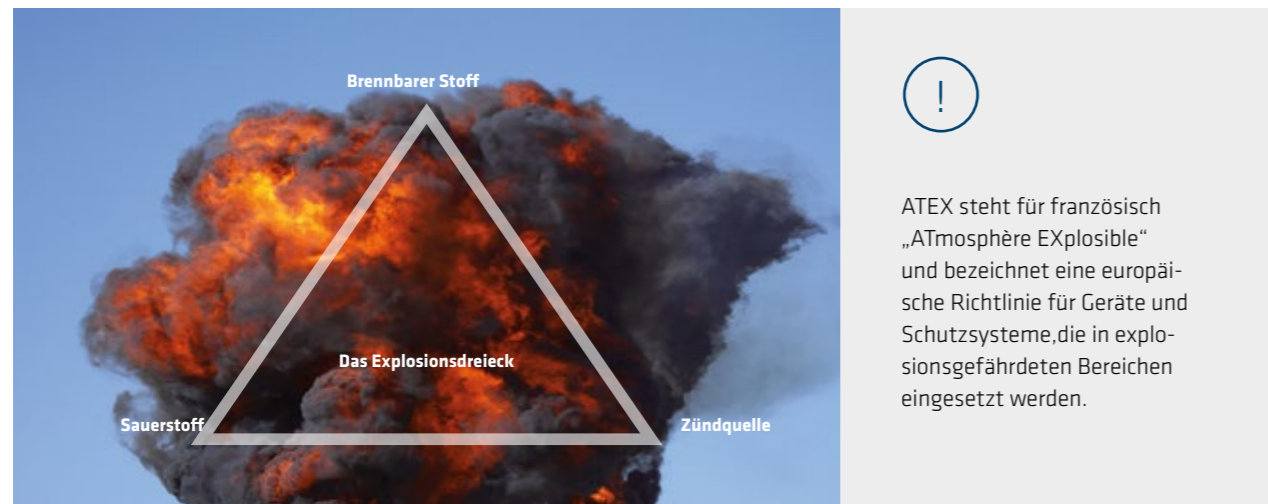 Brennbarer Stoff
Das Explosionsdreieck
Sauerstoff
Zündquelle
!
ATEX steht für französisch
„ATmosphère EXplosible“
und bezeichnet eine europäi-
sche Richtlinie für Geräte und
Schutzsysteme,die in explo-
sionsgefährdeten Bereichen
eingesetzt werden.